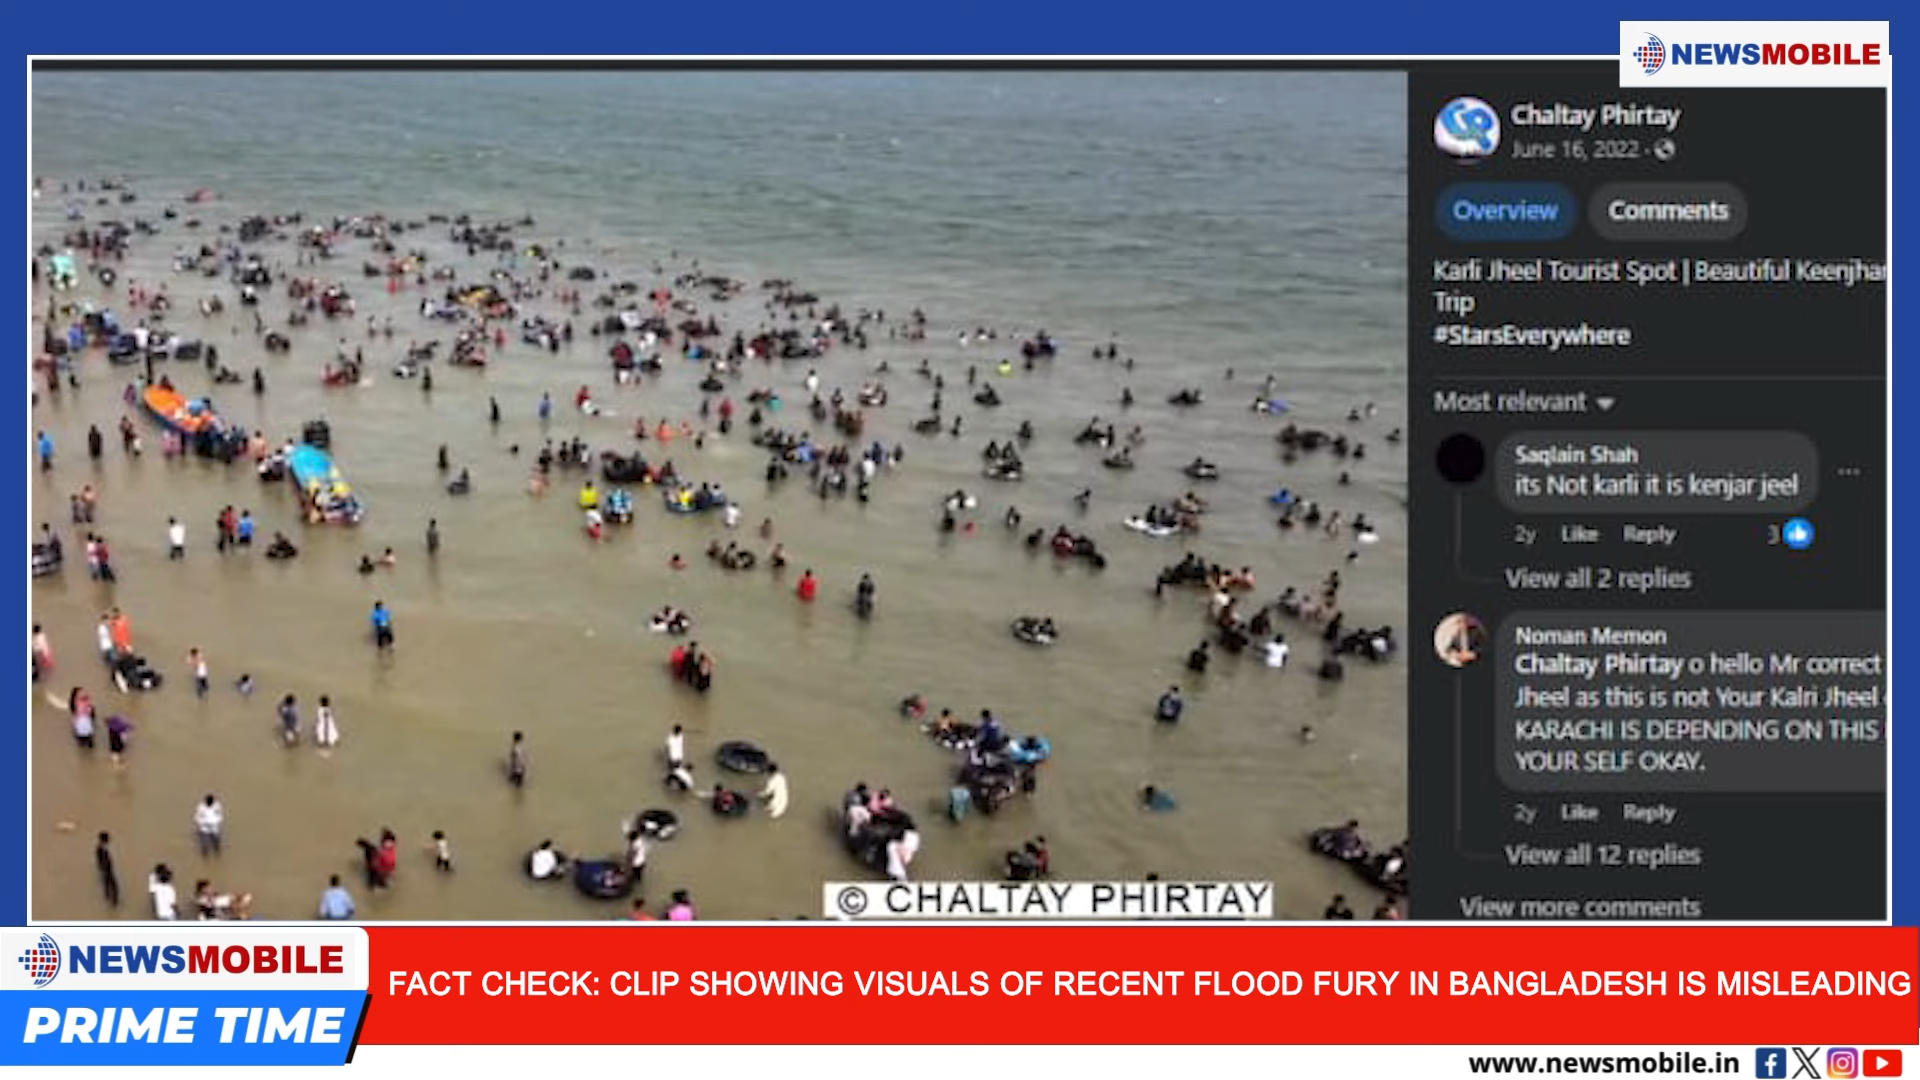 NEWSMOBILE
Chaltay Phirtay
June 16, 2022 ·
Overview Comments
Karli Jheel Tourist Spot | Beautiful Keenjhar
Trip
#StarsEverywhere
Most relevant
Saqlain Shah
its Not karli it is kenjar jeel
2y Like Reply 3
View all 2 replies
Noman Memon
Chaltay Phirtay o hello Mr correct
Jheel as this is not Your Kalri Jheel
KARACHI IS DEPENDING ON THIS
YOUR SELF OKAY.
2y Like Reply
View all 12 replies
View more comments
© CHALTAY PHIRTAY
NEWSMOBILE
PRIME TIME
FACT CHECK: CLIP SHOWING VISUALS OF RECENT FLOOD FURY IN BANGLADESH IS MISLEADING
www.newsmobile.in